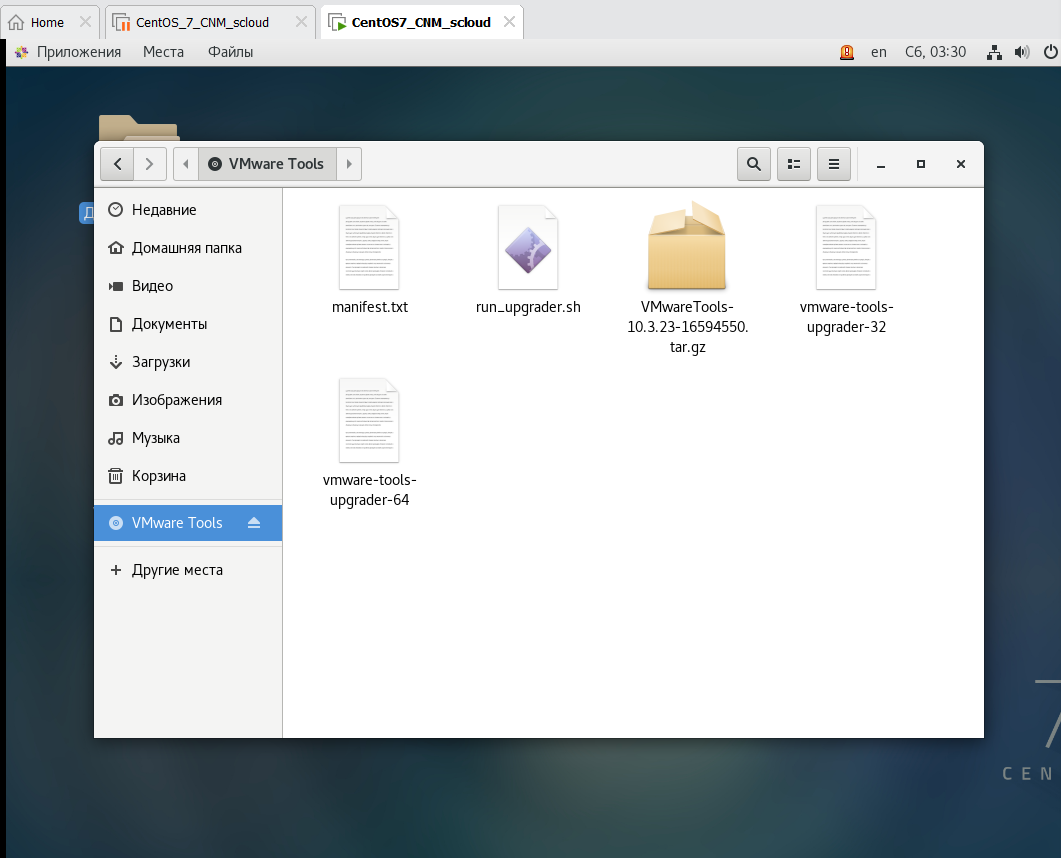 Home
CentOS_7_CNM_scloud
CentOS7_CNM_scloud
Приложения Места Файлы
en Сб, 03:30
VMware Tools
Недавние
Домашняя папка
Видео
Документы
Загрузки
Изображения
Музыка
Корзина
VMware Tools
Другие места
manifest.txt
run_upgrader.sh
VMwareTools-
10.3.23-16594550.
tar.gz
vmware-tools-
upgrader-32
vmware-tools-
upgrader-64
Д
7
CEN